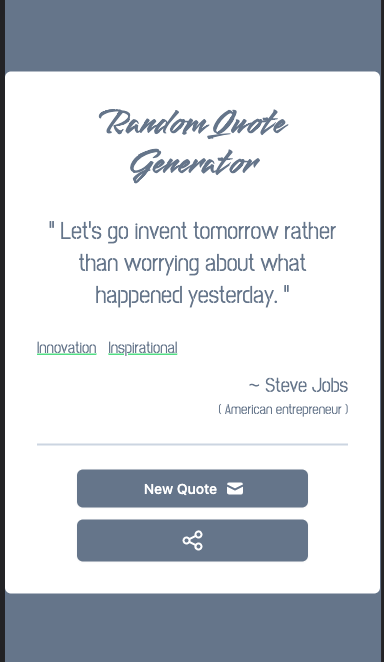 Random Quote
Generator
" Let's go invent tomorrow rather
than worrying about what
happened yesterday. "
Innovation Inspirational
~ Steve Jobs
( American entrepreneur )
New Quote